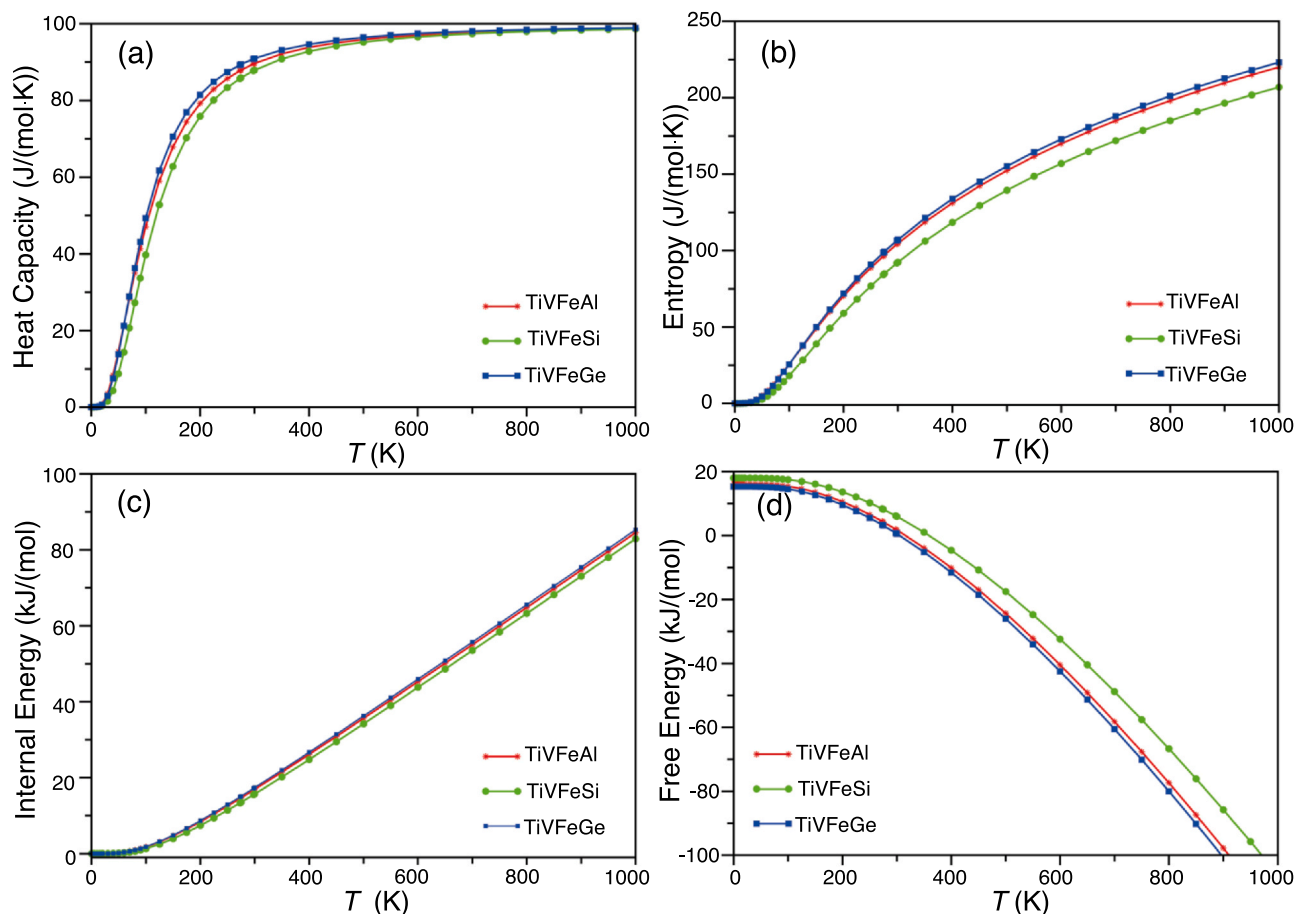 (a)
Heat Capacity (J/(mol·K))
100
80
60
40
20
0
0 200 400 600 800 1000
T (K)
TiVFeAl
TiVFeSi
TiVFeGe
(b)
Entropy (J/(mol·K)
250
200
150
100
50
0
0 200 400 600 800 1000
T (K)
TiVFeAl
TiVFeSi
TiVFeGe
(c)
Internal Energy (kJ/(mol)
100
80
60
40
20
0
0 200 400 600 800 1000
T (K)
TiVFeAl
TiVFeSi
TiVFeGe
(d)
Free Energy (kJ/(mol)
20
0
-20
-40
-60
-80
-100
0 200 400 600 800 1000
T (K)
TiVFeAl
TiVFeSi
TiVFeGe